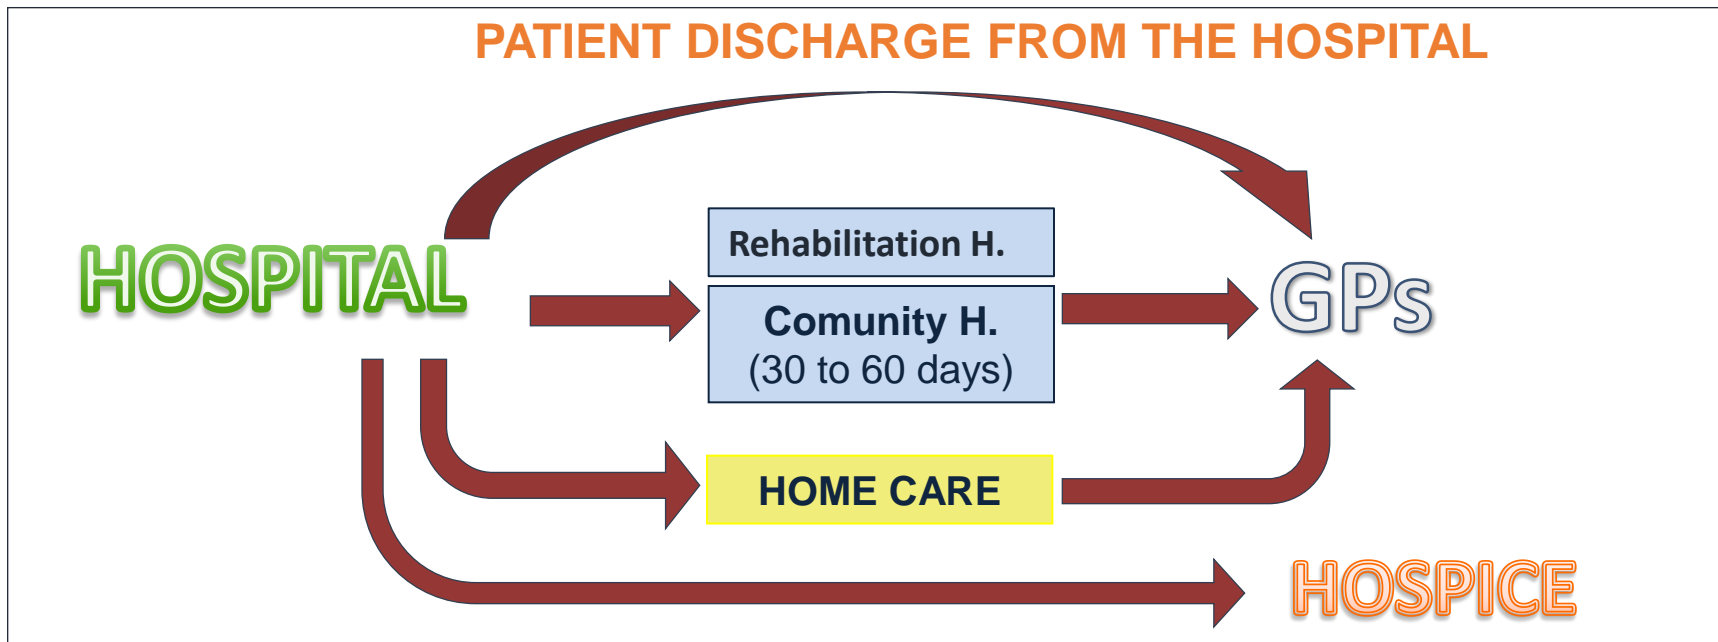 PATIENT DISCHARGE FROM THE HOSPITAL
HOSPITAL
Rehabilitation H.
Comunity H.
(30 to 60 days)
GPs
HOME CARE
HOSPICE